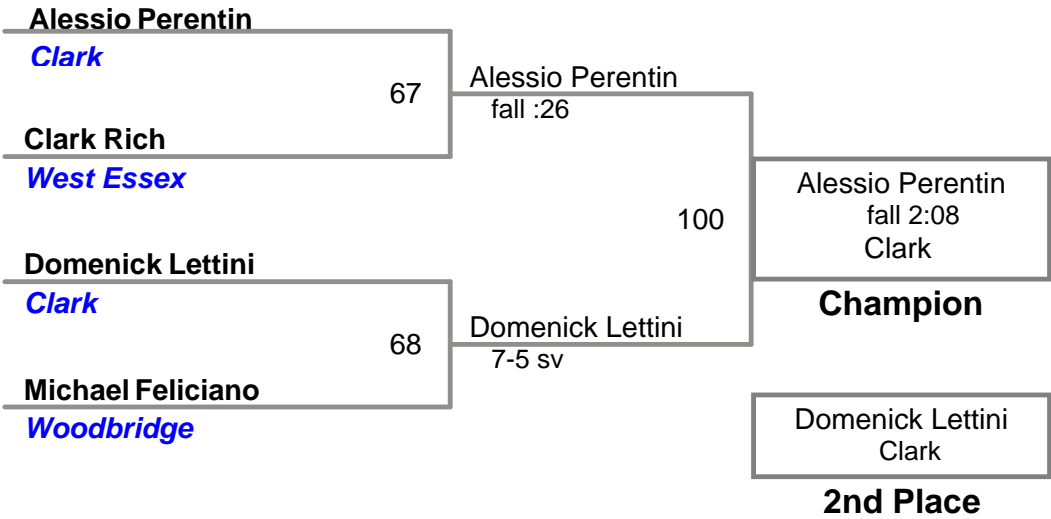 Alessio Perentin
Clark
67
Alessio Perentin
fall :26
Clark Rich
West Essex
100
Alessio Perentin
fall 2:08
Clark
Champion
Domenick Lettini
Clark
68
Domenick Lettini
7-5 sv
Michael Feliciano
Woodbridge
Domenick Lettini
Clark
2nd Place